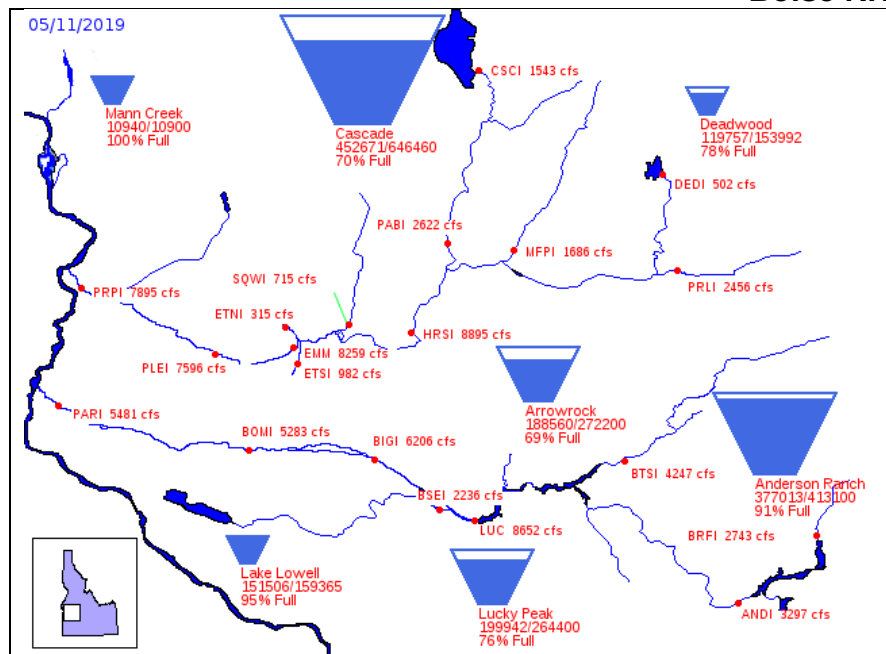 05/11/2019
CSCI 1543 cfs
Mann Creek
10940/10900
100% Full
Cascade
452671/646460
70% Full
Deadwood
119757/153992
78% Full
DEDI 502 cfs
PABI 2622 cfs
MFPI 1686 cfs
SQWI 715 cfs
PRPI 7895 cfs
PRLI 2456 cfs
ETNI 315 cfs
HRSI 8895 cfs
EMM 8259 cfs
PLEI 7596 cfs
ETSI 982 cfs
Arrowrock
188560/272200
69% Full
PARI 5481 cfs
BOMI 5283 cfs
BIGI 6206 cfs
BTSI 4247 cfs
Anderson Ranch
377013/413100
91% Full
BSEI 2236 cfs
LUC 8652 cfs
BRFI 2743 cfs
Lake Lowell
151506/159365
95% Full
Lucky Peak
199942/264400
76% Full
ANDI 3297 cfs